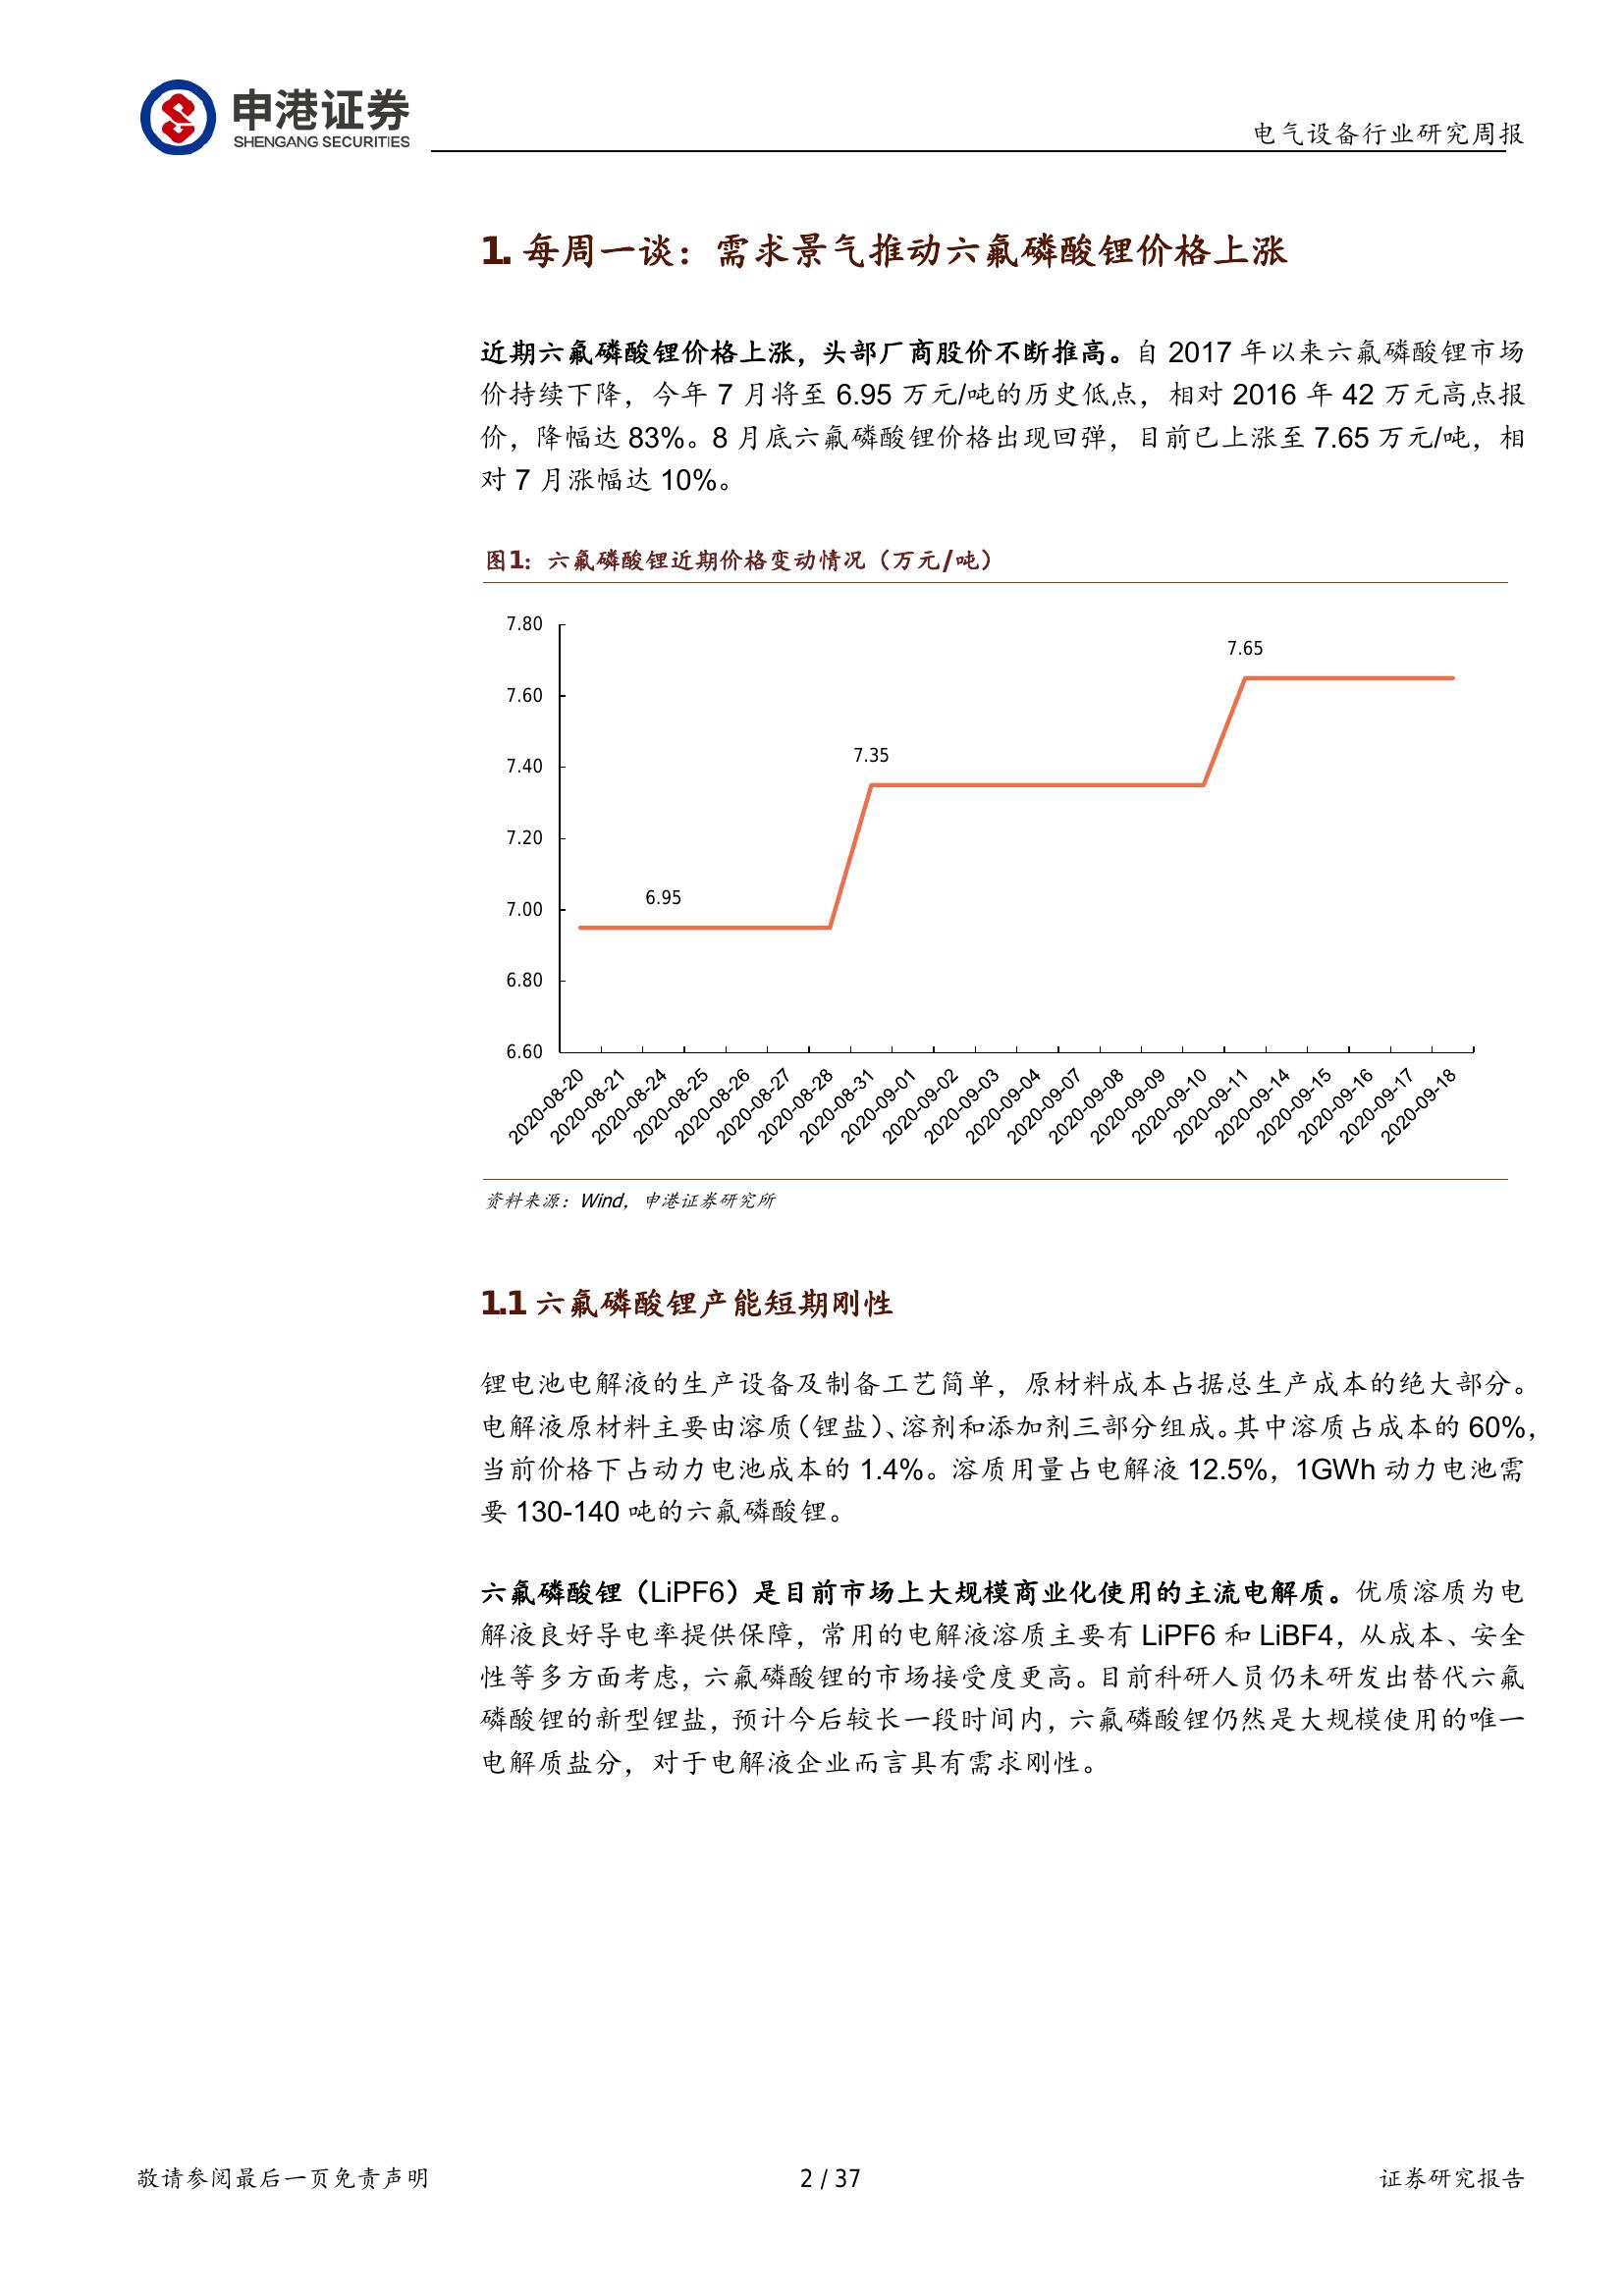 申港证券
SHENGANG SECURITIES
电气设备行业研究周报
1. 每周一谈：需求景气推动六氟磷酸锂价格上涨
近期六氟磷酸锂价格上涨，头部厂商股价不断推高。自 2017 年以来六氟磷酸锂市场
价持续下降，今年 7 月将至 6.95 万元/吨的历史低点，相对 2016 年 42 万元高点报
价，降幅达 83%。8 月底六氟磷酸锂价格出现回弹，目前已上涨至 7.65 万元/吨，相
对 7 月涨幅达 10%。
图1：六氟磷酸锂近期价格变动情况（万元/吨）
7.80
7.60
7.40
7.20
7.00
6.80
6.60
6.95
7.35
7.65
2020-08-20
2020-08-21
2020-08-24
2020-08-25
2020-08-26
2020-08-27
2020-08-28
2020-08-31
2020-09-01
2020-09-02
2020-09-03
2020-09-04
2020-09-07
2020-09-08
2020-09-09
2020-09-10
2020-09-11
2020-09-14
2020-09-15
2020-09-16
2020-09-17
2020-09-18
资料来源：Wind，申港证券研究所
1.1 六氟磷酸锂产能短期刚性
锂电池电解液的生产设备及制备工艺简单，原材料成本占据总生产成本的绝大部分。
电解液原材料主要由溶质（锂盐）、溶剂和添加剂三部分组成。其中溶质占成本的 60%，
当前价格下占动力电池成本的 1.4%。溶质用量占电解液 12.5%，1GWh 动力电池需
要 130-140 吨的六氟磷酸锂。
六氟磷酸锂（LiPF6）是目前市场上大规模商业化使用的主流电解质。优质溶质为电
解液良好导电率提供保障，常用的电解液溶质主要有 LiPF6 和 LiBF4，从成本、安全
性等多方面考虑，六氟磷酸锂的市场接受度更高。目前科研人员仍未研发出替代六氟
磷酸锂的新型锂盐，预计今后较长一段时间内，六氟磷酸锂仍然是大规模使用的唯一
电解质盐分，对于电解液企业而言具有需求刚性。
敬请参阅最后一页免责声明
2 / 37
证券研究报告